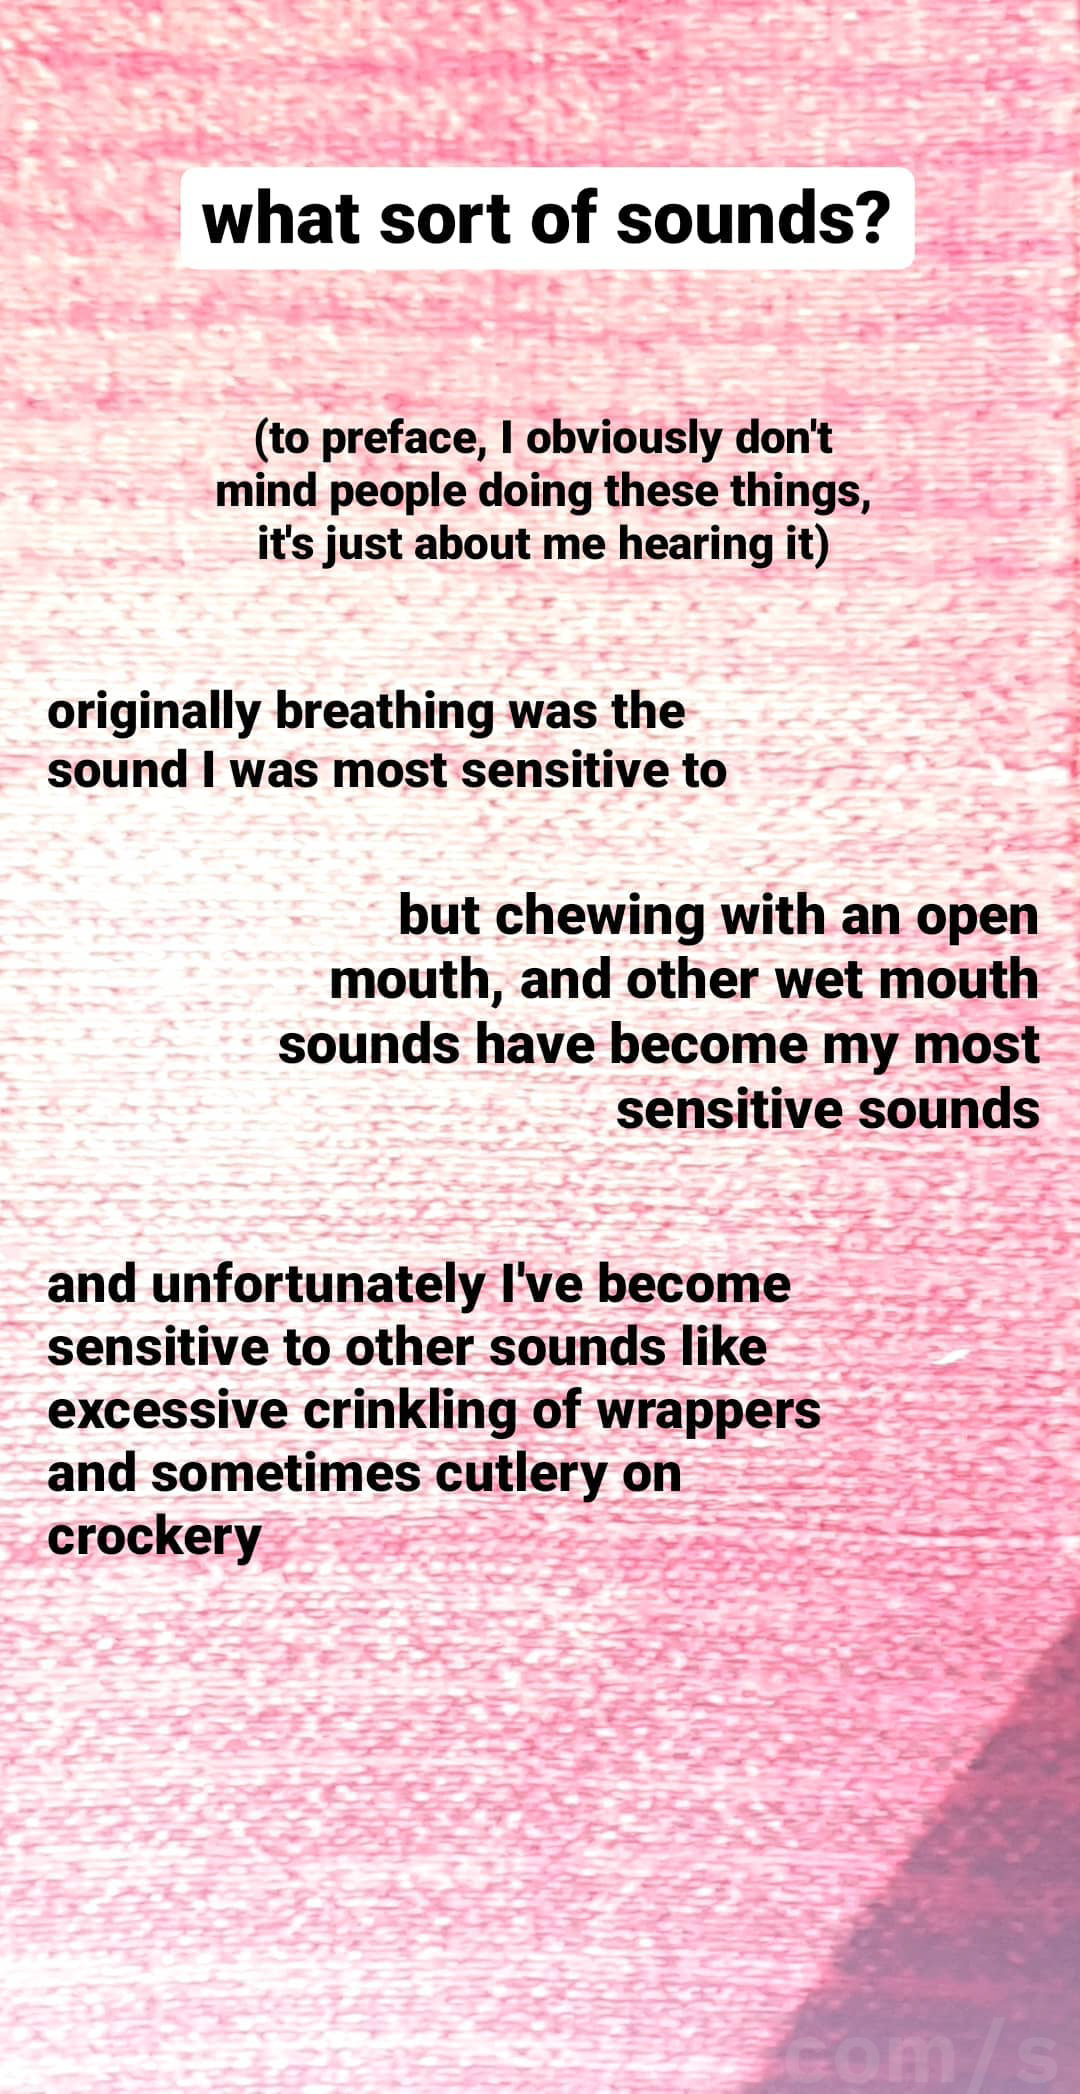 what sort of sounds?
(to preface, I obviously don't
mind people doing these things,
it's just about me hearing it)
originally breathing was the
sound I was most sensitive to
but chewing with an open
mouth, and other wet mouth
sounds have become my most
sensitive sounds
and unfortunately I've become
sensitive to other sounds like
excessive crinkling of wrappers
and sometimes cutlery on
crockery
com/s